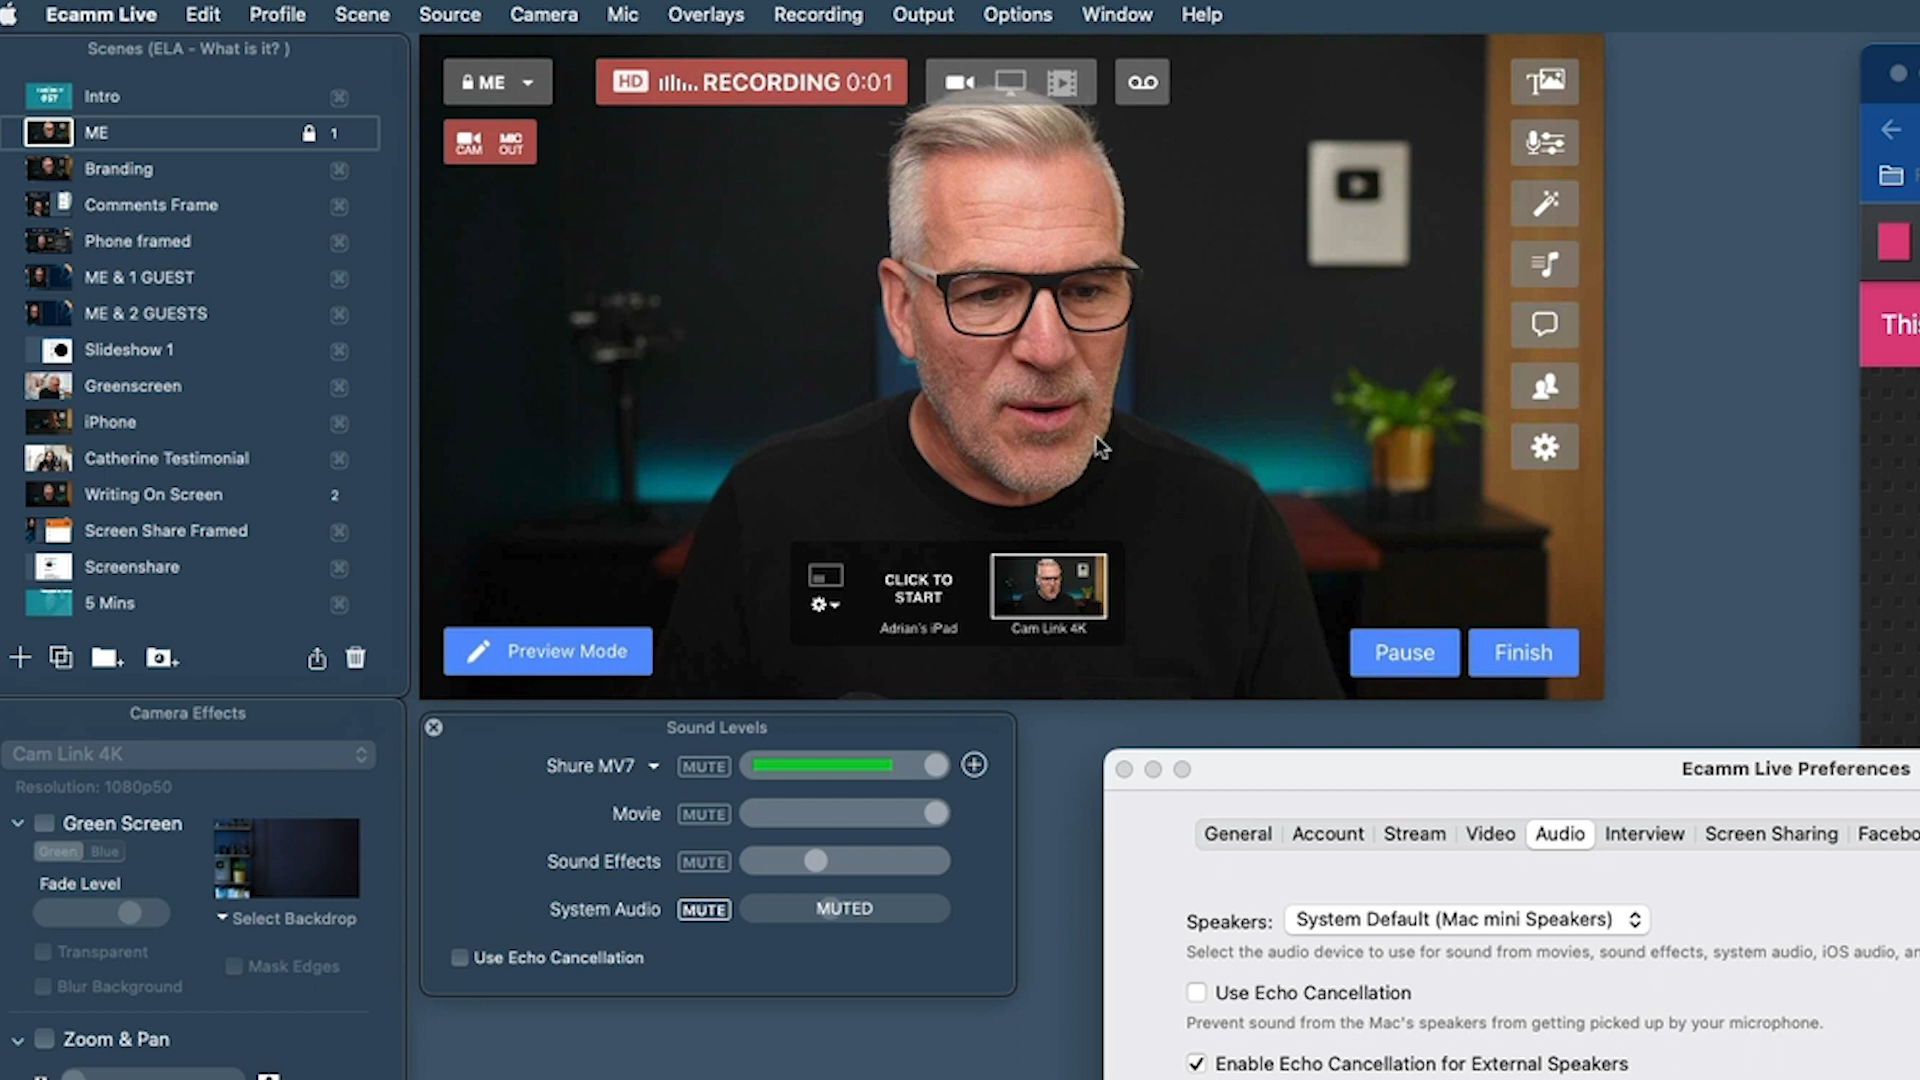 Ecamm Live Edit Profile Scene Source Camera Mic Overlays Recording Output Options Window Help
Scenes (ELA - What is it? )
Intro
ME 1
Branding
Comments Frame
Phone framed
ME & 1 GUEST
ME & 2 GUESTS
Slideshow 1
Greenscreen
iPhone
Catherine Testimonial
Writing On Screen 2
Screen Share Framed
Screenshare
5 Mins
ME
HD RECORDING 0:01
CAM
MIC
OUT
CLICK TO
START
Adrian's iPad
Cam Link 4K
Preview Mode
Pause
Finish
Camera Effects
Cam Link 4K
Resolution: 1080p50
Green Screen
Green Blue
Fade Level
Select Backdrop
Transparent
Mask Edges
Blur Background
Zoom & Pan
Sound Levels
Shure MV7 MUTE
Movie MUTE
Sound Effects MUTE
System Audio MUTE MUTED
Use Echo Cancellation
Ecamm Live Preferences
General Account Stream Video Audio Interview Screen Sharing Facebo
Speakers: System Default (Mac mini Speakers)
Select the audio device to use for sound from movies, sound effects, system audio, iOS audio, an
Use Echo Cancellation
Prevent sound from the Mac's speakers from getting picked up by your microphone.
Enable Echo Cancellation for External Speakers
This